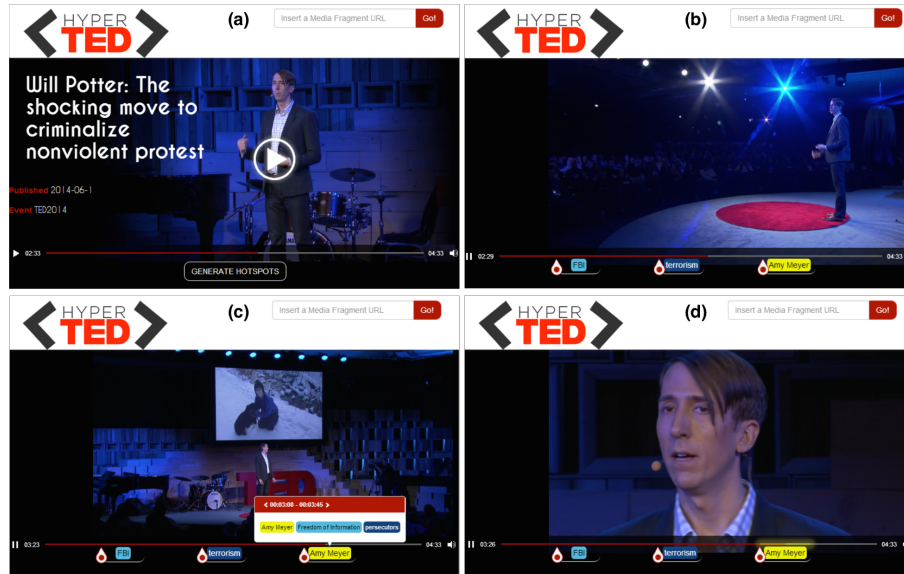 HYPER
TED
(a)
Insert a Media Fragment URL
Go!
Will Potter: The
shocking move to
criminalize
nonviolent protest
Published 2014-06-1
Event TED2014
02:33
04:33
GENERATE HOTSPOTS
HYPER
TED
(b)
Insert a Media Fragment URL
Go!
02:29
04:33
FBI
terrorism
Amy Meyer
HYPER
TED
(c)
Insert a Media Fragment URL
Go!
TED
< 00:03:00 - 00:03:45 >
Amy Meyer Freedom of Information persecutors
03:23
04:33
FBI
terrorism
Amy Meyer
HYPER
TED
(d)
Insert a Media Fragment URL
Go!
03:26
04:33
FBI
terrorism
Amy Meyer